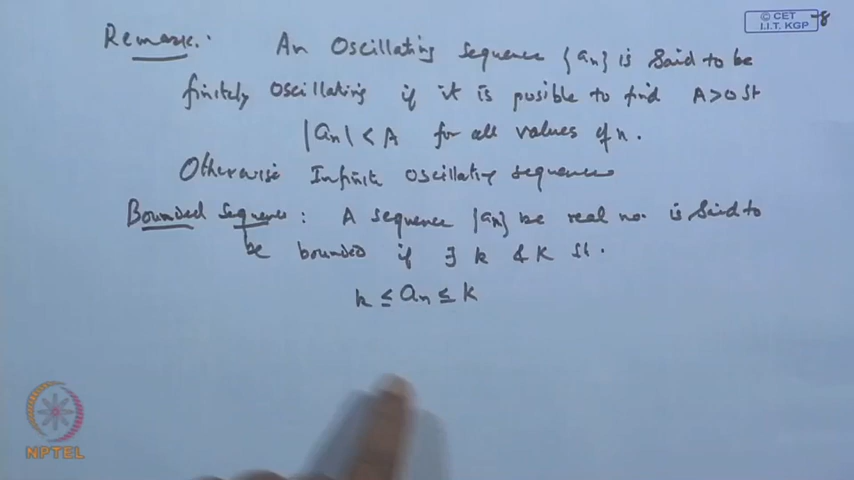 © CET
I.I.T. KGP
-8
Remark.: An Oscillating sequence {an} is Said to be
finitely Oscillating if it is posible to find A>0 St
|an| < A for all values of n.
Otherwise Infinite Oscillating sequence
Bounded Sequence: A sequence {an} be real no. is Said to
be bounded if ∃ k & K St.
k ≤ an ≤ K
NPTEL